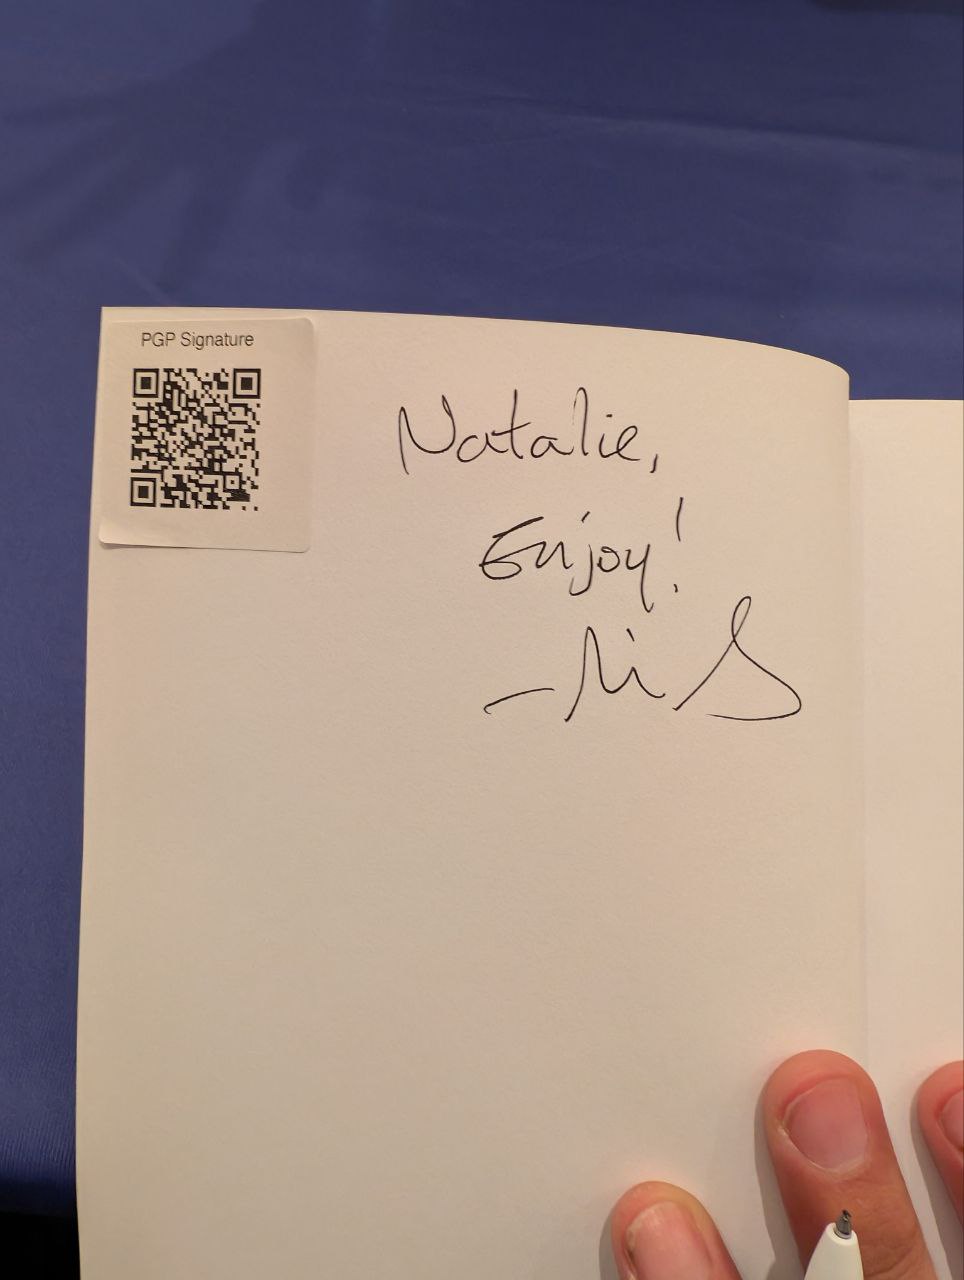 PGP Signature
Natalie,
Enjoy!